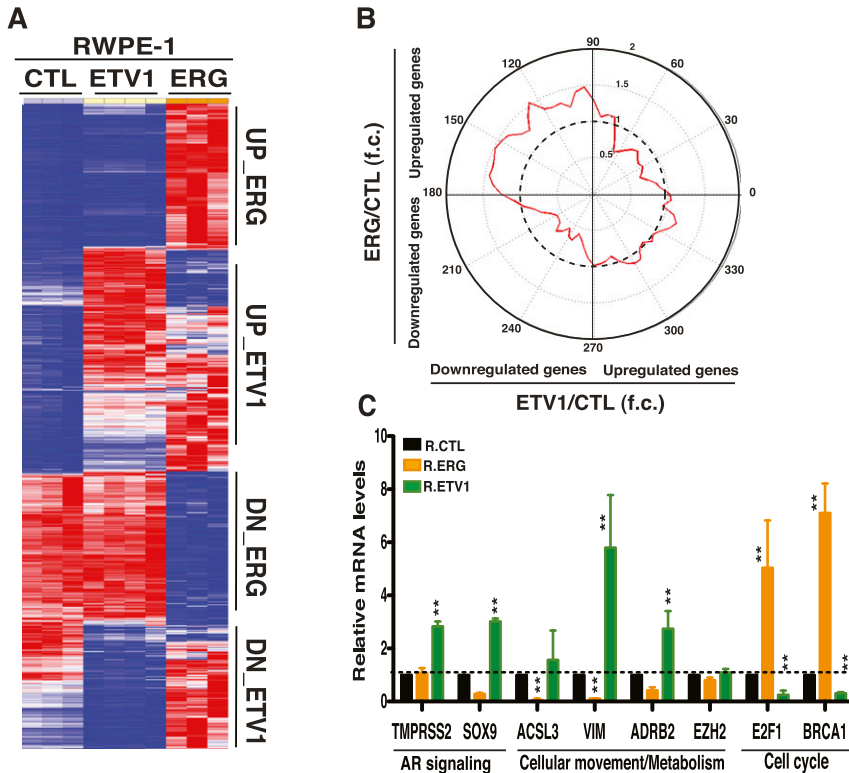 A
RWPE-1
CTL ETV1 ERG
UP_ERG
UP_ETV1
DN_ERG
DN_ETV1
B
90
2
120
60
1.5
150
1
30
0.5
180
0
210
330
240
300
270
ERG/CTL (f.c.)
Upregulated genes
Downregulated genes
Downregulated genes Upregulated genes
ETV1/CTL (f.c.)
C
Relative mRNA levels
10
8
6
4
2
0
R.CTL
R.ERG
R.ETV1
**
**
**
**
**
**
**
**
**
**
TMPRSS2 SOX9 ACSL3 VIM ADRB2 EZH2 E2F1 BRCA1
AR signaling Cellular movement/Metabolism Cell cycle